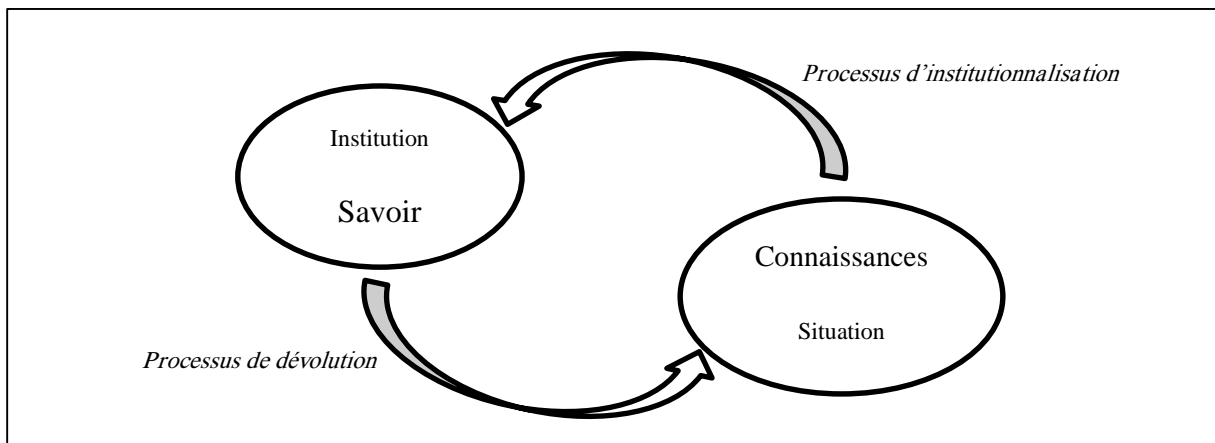 Processus d'institutionnalisation
Institution
Savoir
Connaissances
Situation
Processus de dévolution